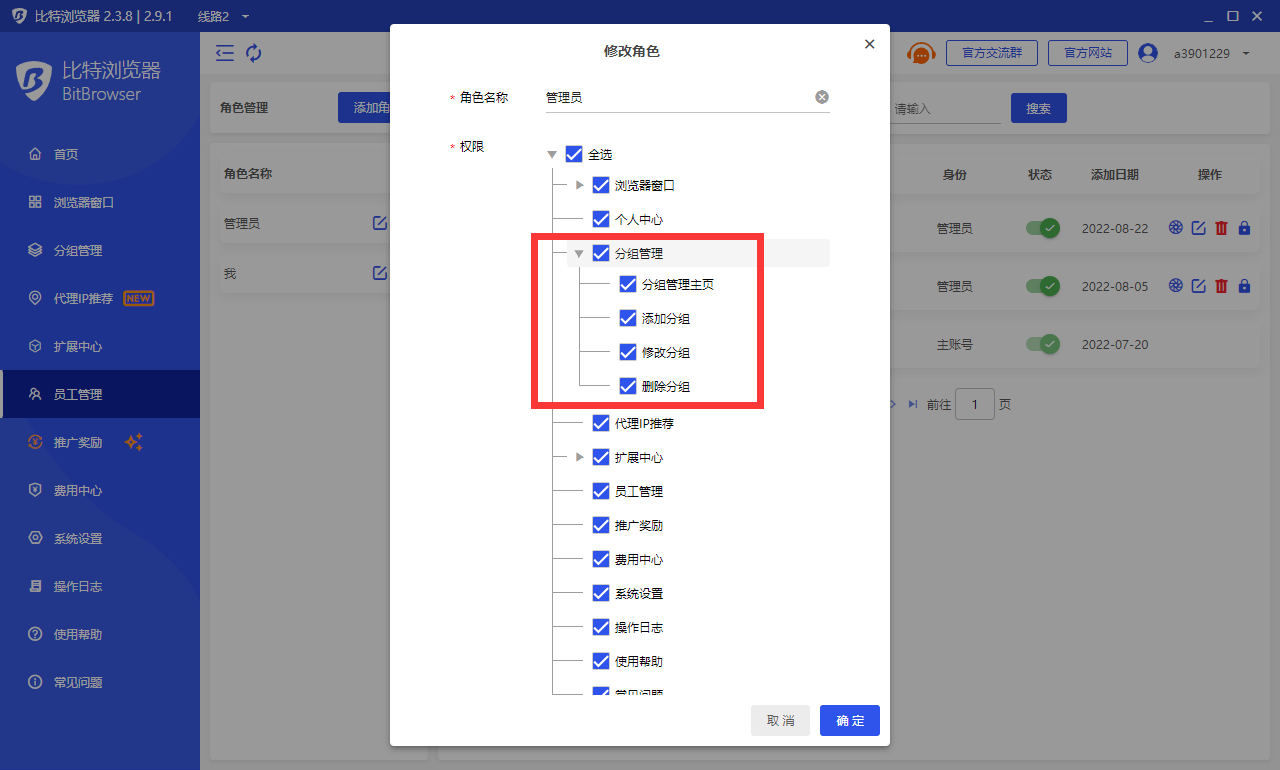 比特浏览器 2.3.8 | 2.9.1
线路2
比特浏览器
BitBrowser
首页
浏览器窗口
分组管理
代理IP推荐 NEW
扩展中心
员工管理
推广奖励
费用中心
系统设置
操作日志
使用帮助
常见问题
官方交流群
官方网站
a3901229
角色管理
添加角
请输入
搜索
角色名称
管理员
我
身份 状态 添加日期 操作
管理员 2022-08-22
管理员 2022-08-05
主账号 2022-07-20
前往 1 页
修改角色
* 角色名称 管理员
* 权限
全选
浏览器窗口
个人中心
分组管理
分组管理主页
添加分组
修改分组
删除分组
代理IP推荐
扩展中心
员工管理
推广奖励
费用中心
系统设置
操作日志
使用帮助
常见问题
取消
确定